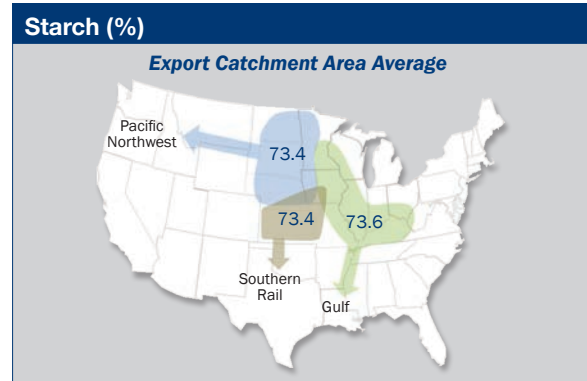 Starch (%)
Export Catchment Area Average
Pacific
Northwest
73.4
73.4
73.6
Southern
Rail
Gulf